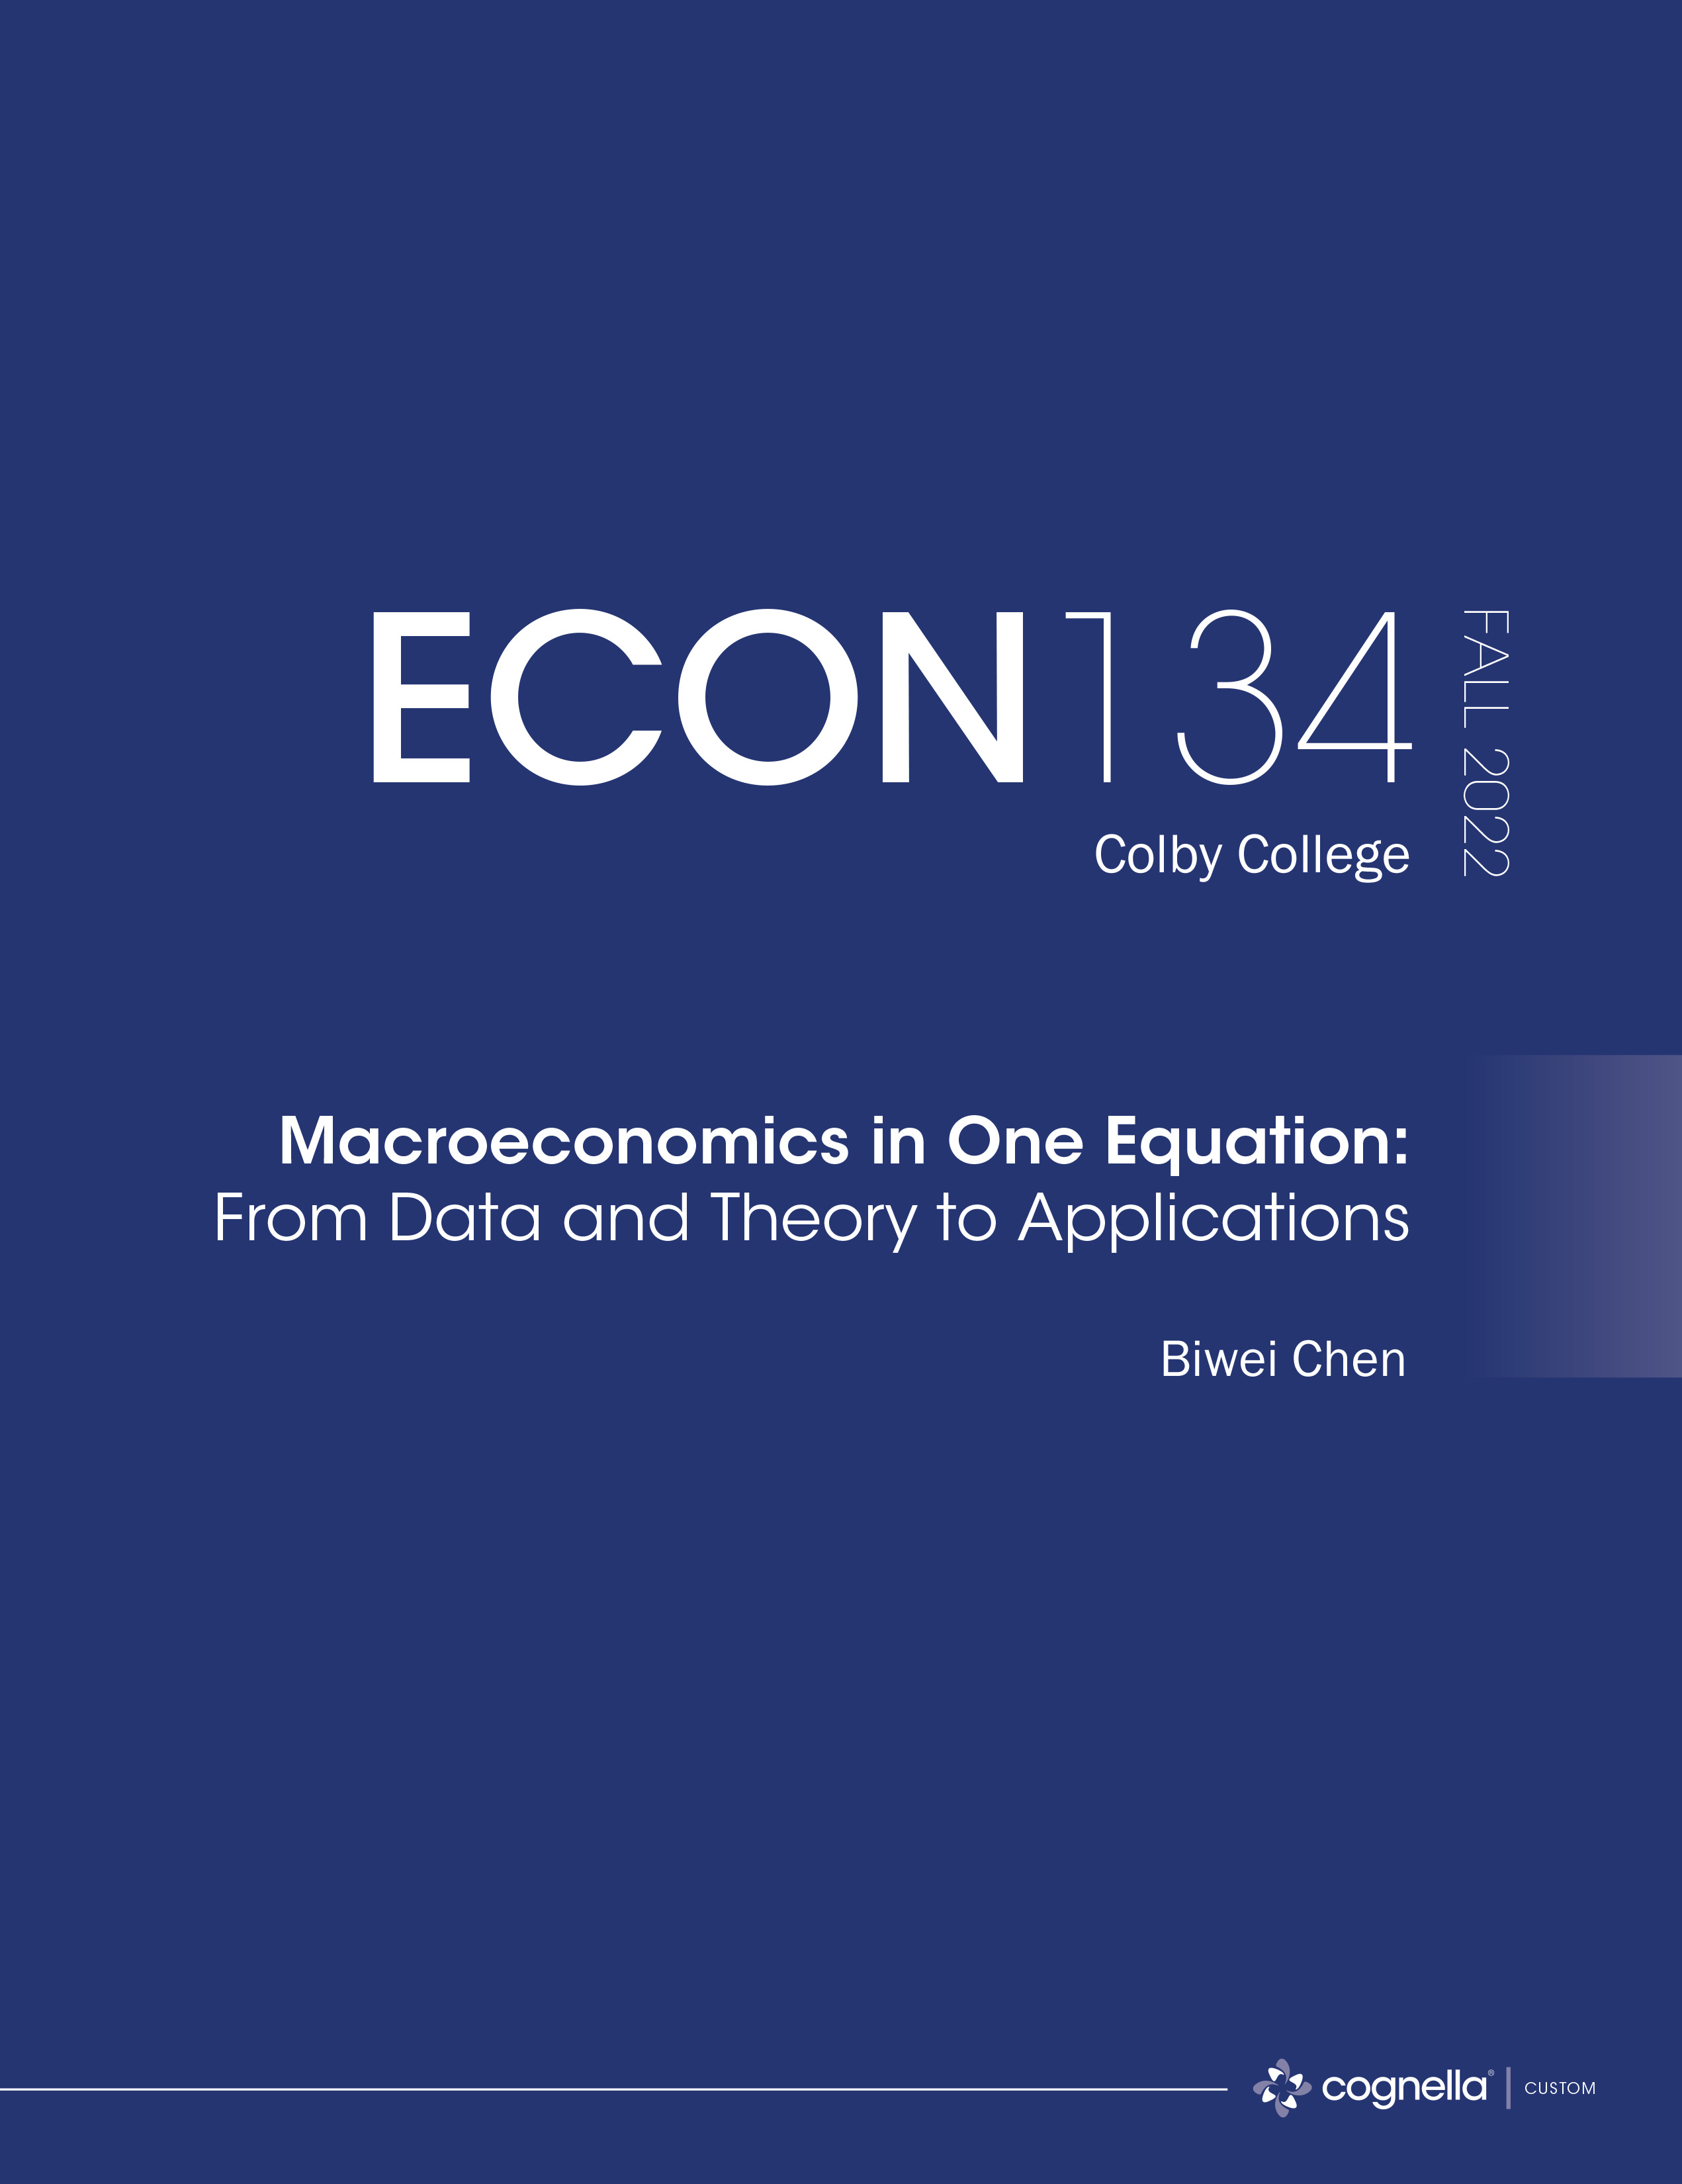 ECON134
FALL 2022
Colby College
Macroeconomics in One Equation:
From Data and Theory to Applications
Biwei Chen
cognella® | CUSTOM